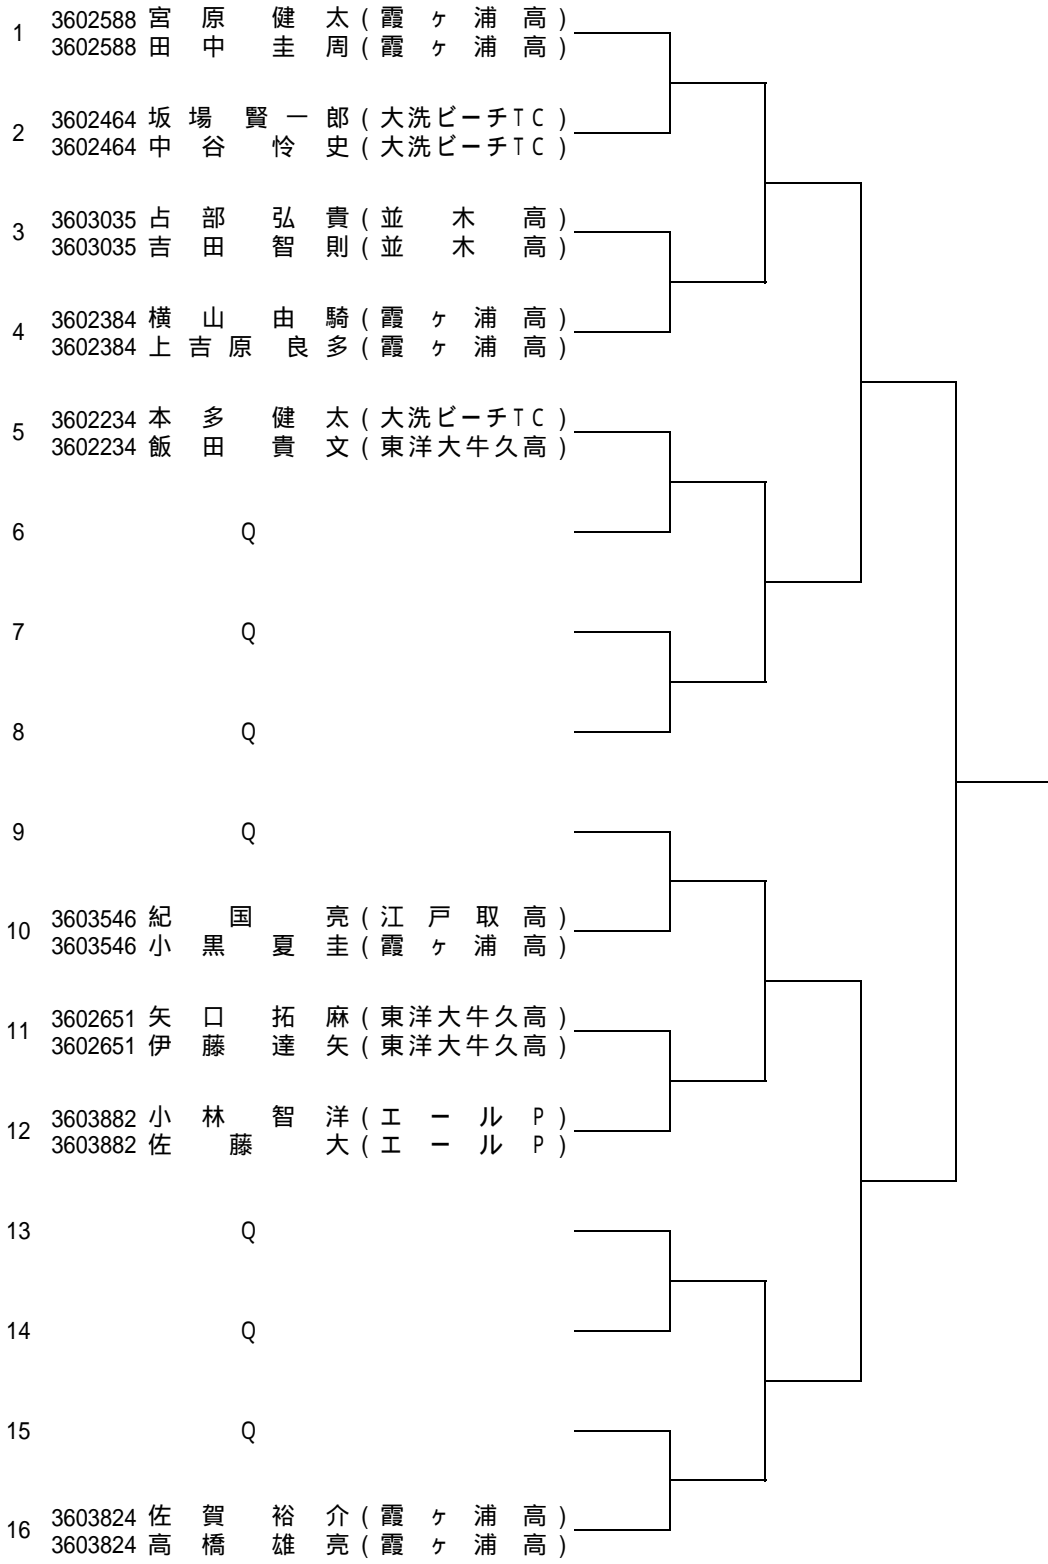 1 3602588 宮原 健太(霞ヶ浦高)
3602588 田中 圭周(霞ヶ浦高)
2 3602464 坂場 賢一郎(大洗ビーチTC)
3602464 中谷 怜史(大洗ビーチTC)
3 3603035 占部 弘貴(並木高)
3603035 吉田 智則(並木高)
4 3602384 横山 由騎(霞ヶ浦高)
3602384 上吉原 良多(霞ヶ浦高)
5 3602234 本多 健太(大洗ビーチTC)
3602234 飯田 貴文(東洋大牛久高)
6 Q
7 Q
8 Q
9 Q
10 3603546 紀国 亮(江戸取高)
3603546 小黒 夏圭(霞ヶ浦高)
11 3602651 矢口 拓麻(東洋大牛久高)
3602651 伊藤 達矢(東洋大牛久高)
12 3603882 小林 智洋(エールP)
3603882 佐藤 大(エールP)
13 Q
14 Q
15 Q
16 3603824 佐賀 裕介(霞ヶ浦高)
3603824 高橋 雄亮(霞ヶ浦高)